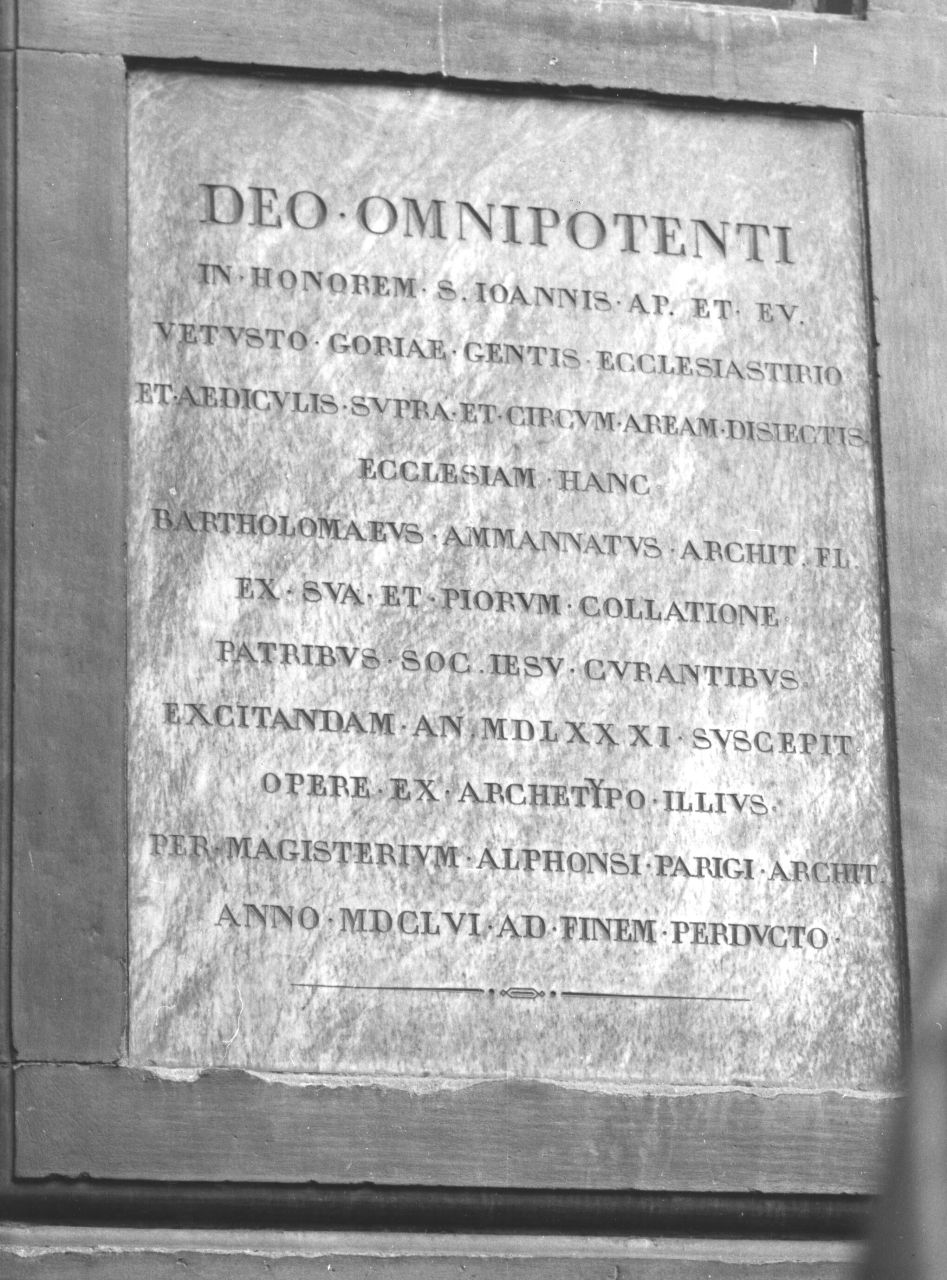 DEO · OMNIPOTENTI
IN · HONOREM · S. IOANNIS · AP. ET · EV.
VETVSTO · GORIAE · GENTIS · ECCLESIASTIRIO
ET · AEDICVLIS · SVPRA · ET · CIRCVM · AREAM · DISIECTIS ·
ECCLESIAM · HANC ·
BARTHOLOMAEVS · AMMANNATVS · ARCHIT. FL.
EX · SVA · ET · PIORVM · COLLATIONE ·
PATRIBVS · SOC. IESV · CVRANTIBVS ·
EXCITANDAM · AN. MDLXXXI · SVSCEPIT ·
OPERE · EX · ARCHETYPO · ILLIVS ·
PER · MAGISTERIVM · ALPHONSI · PARIGI · ARCHIT.
ANNO · MDCLVI · AD · FINEM · PERDVCTO ·